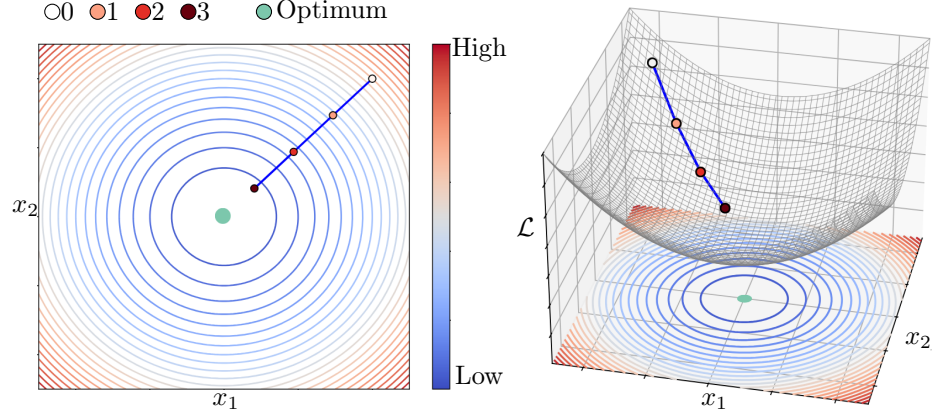 0 1 2 3 Optimum
High
x₂
ℒ
x₂
Low
x₁
x₁